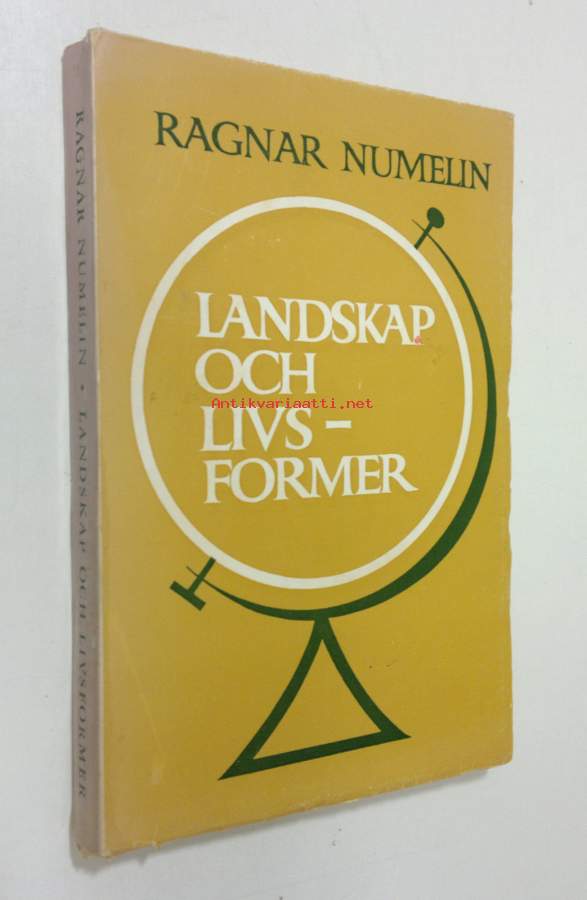 RAGNAR NUMELIN
LANDSKAP
OCH
LIVS-
FORMER
Antikvariaatti.net
RAGNAR NUMELIN • LANDSKAP OCH LIVSFORMER